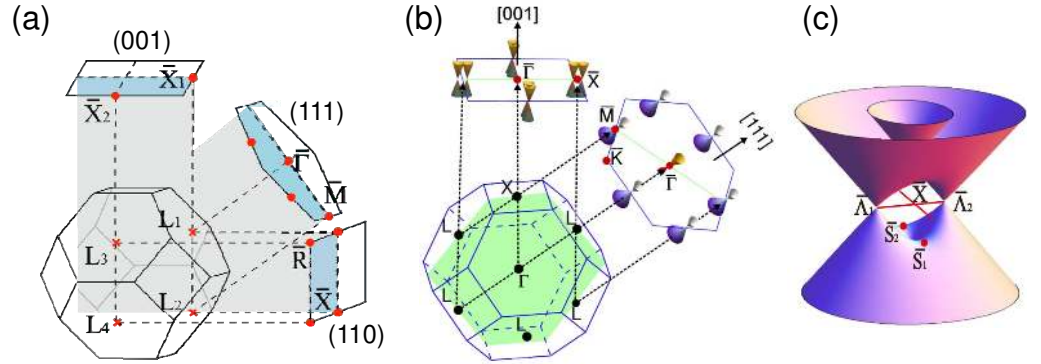 (a)
(001)
X̄₁
X̄₂
(111)
Γ̄
M̄
L₁
L₃
R̄
L₂
X̄
L₄
(110)
(b)
[001]
Γ̄
X̄
M̄
[111]
K̄
Γ̄
X
L
L
Γ
L
L
L
(c)
X̄
Λ̄₁
Λ̄₂
S̄₂
S̄₁